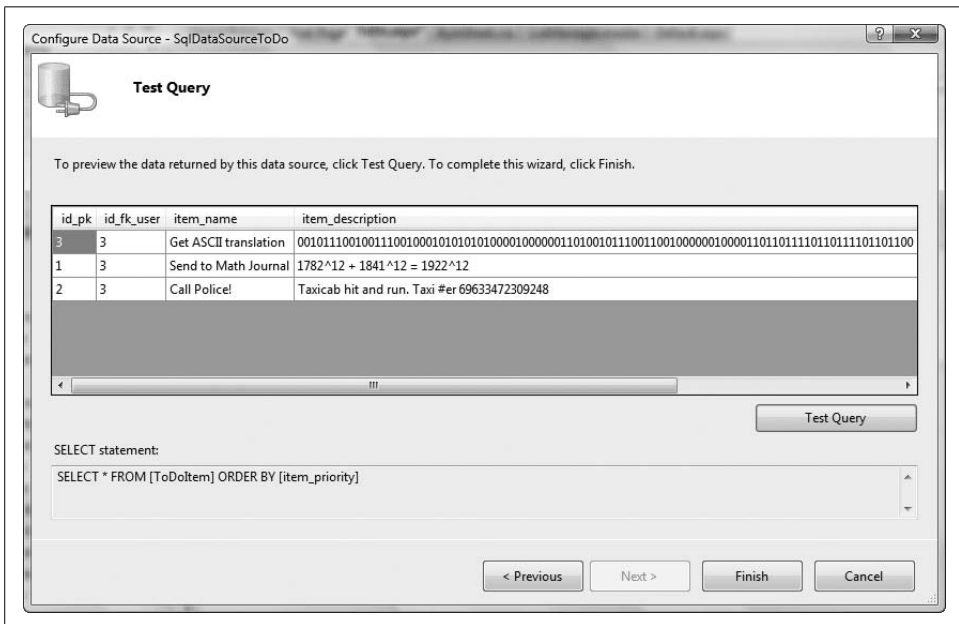 Configure Data Source - SqlDataSourceToDo
Test Query
To preview the data returned by this data source, click Test Query. To complete this wizard, click Finish.
id_pk id_fk_user item_name item_description
3 3 Get ASCII translation 001011100100111001000101010101000010000001101001011100110010000001000011011011110110111101101100
1 3 Send to Math Journal 1782^12 + 1841^12 = 1922^12
2 3 Call Police! Taxicab hit and run. Taxi #er 69633472309248
Test Query
SELECT statement:
SELECT * FROM [ToDoItem] ORDER BY [item_priority]
< Previous Next > Finish Cancel